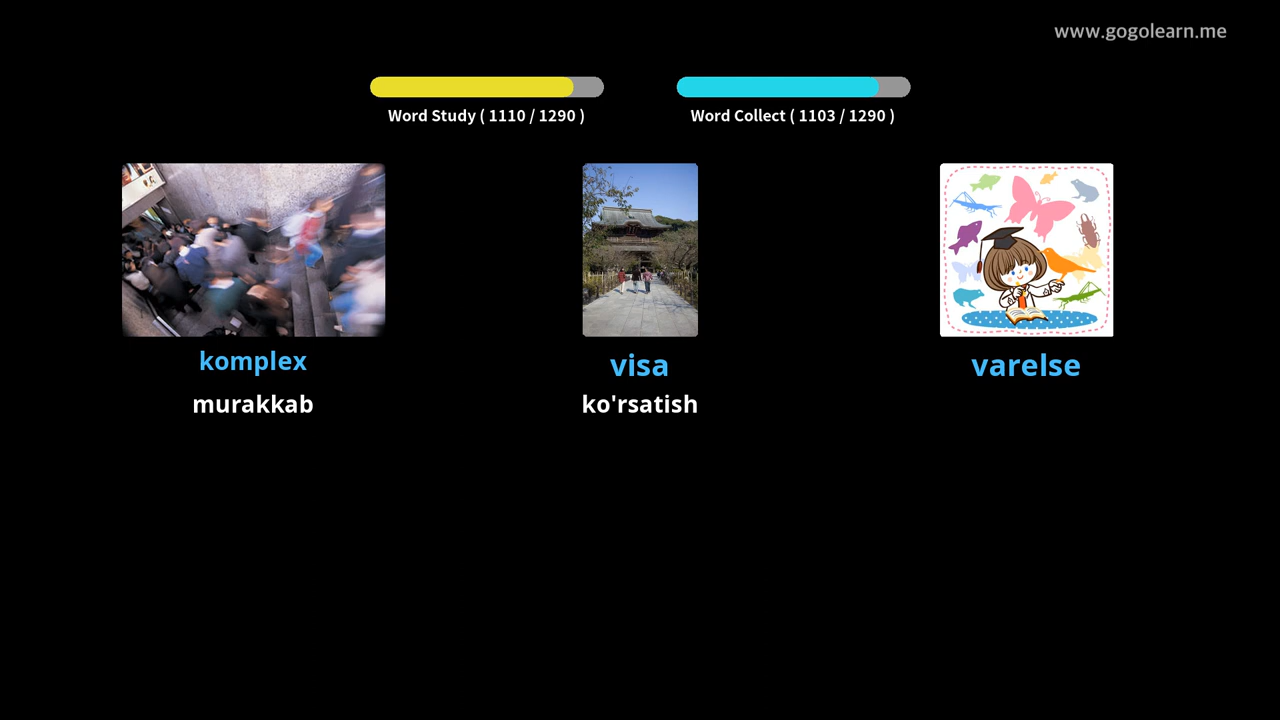 www.gogolearn.me
Word Study ( 1110 / 1290 )
Word Collect ( 1103 / 1290 )
komplex
murakkab
visa
ko'rsatish
varelse